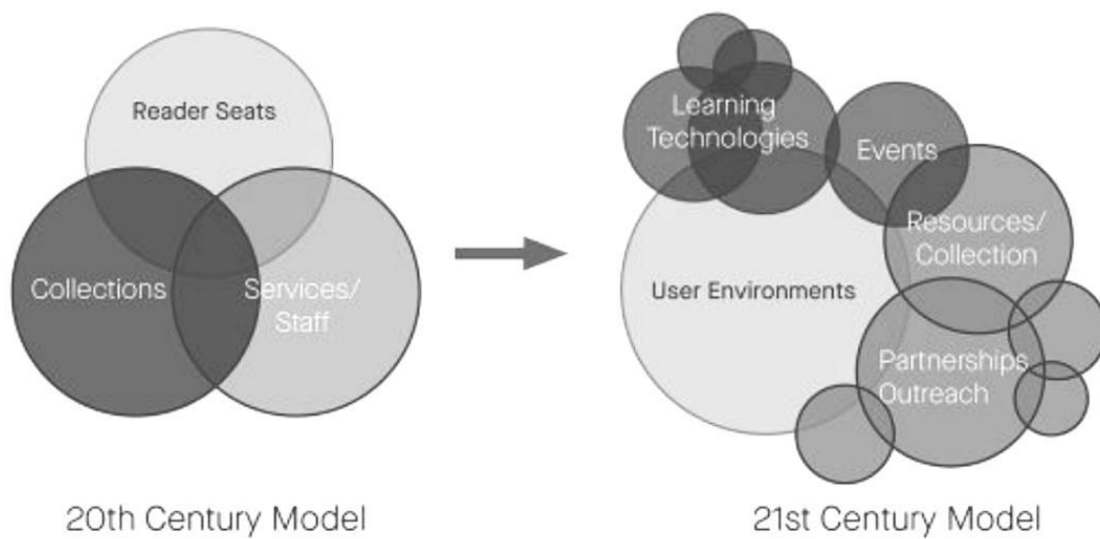 Reader Seats
Collections
Services/
Staff
20th Century Model
Learning
Technologies
Events
Resources/
Collection
User Environments
Partnerships
Outreach
21st Century Model